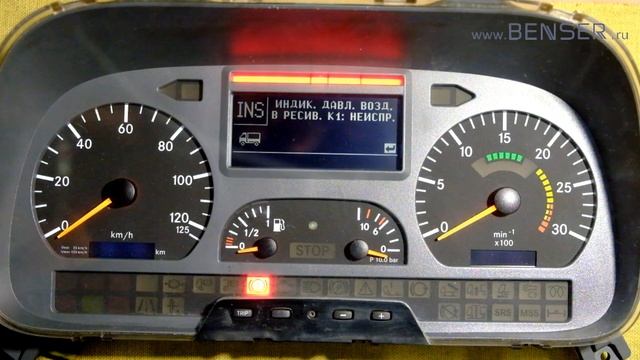 www.BENSER.ru
INS
ИНДИК. ДАВЛ. ВОЗД.
В РЕСИВ. К1: НЕИСПР.
0 20 40 60 80 100 120 125
km/h
km
0 1/2 1
STOP
10 6 0
P 10.0 bar
0 5 10 15 20 25 30
min⁻¹
x100
TRIP
− +
SRS MSS